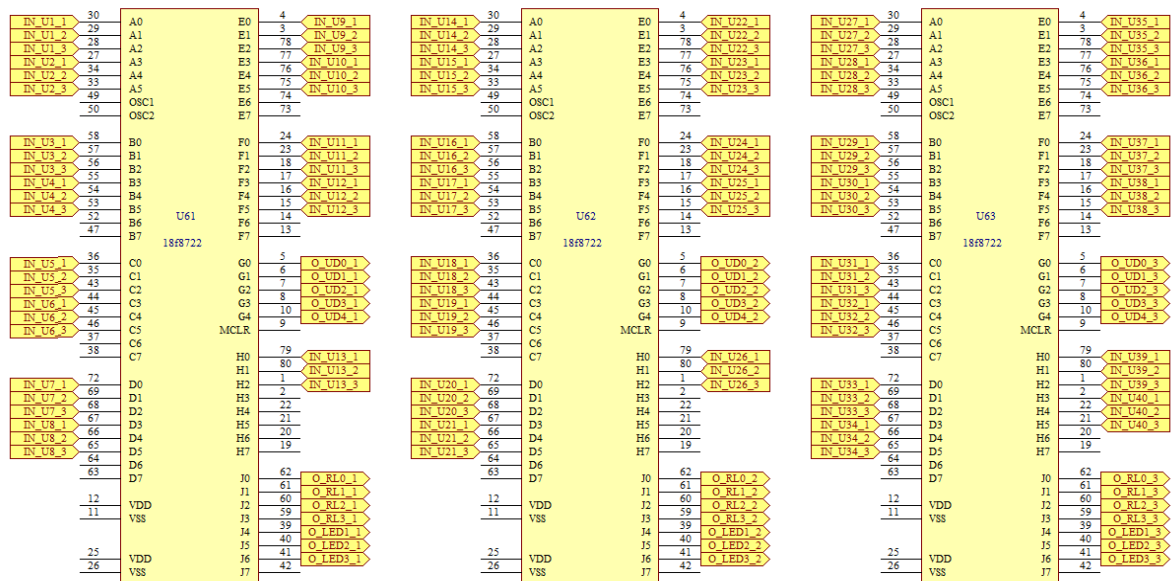 IN_U1_1 30 A0 E0 4 IN_U9_1
IN_U1_2 29 A1 E1 3 IN_U9_2
IN_U1_3 28 A2 E2 78 IN_U9_3
IN_U2_1 27 A3 E3 77 IN_U10_1
IN_U2_2 34 A4 E4 76 IN_U10_2
IN_U2_3 33 A5 E5 75 IN_U10_3
49 OSC1 E6 74
50 OSC2 E7 73
IN_U3_1 58 B0 F0 24 IN_U11_1
IN_U3_2 57 B1 F1 23 IN_U11_2
IN_U3_3 56 B2 F2 18 IN_U11_3
IN_U4_1 55 B3 F3 17 IN_U12_1
IN_U4_2 54 B4 F4 16 IN_U12_2
IN_U4_3 53 B5 F5 15 IN_U12_3
U61
52 B6 F6 14
47 B7 F7 13
18f8722
IN_U5_1 36 C0 G0 5 O_UD0_1
IN_U5_2 35 C1 G1 6 O_UD1_1
IN_U5_3 43 C2 G2 7 O_UD2_1
IN_U6_1 44 C3 G3 8 O_UD3_1
IN_U6_2 45 C4 G4 10 O_UD4_1
IN_U6_3 46 C5 MCLR 9
37 C6
38 C7 H0 79 IN_U13_1
H1 80 IN_U13_2
IN_U7_1 72 D0 H2 1 IN_U13_3
IN_U7_2 69 D1 H3 2
IN_U7_3 68 D2 H4 22
IN_U8_1 67 D3 H5 21
IN_U8_2 66 D4 H6 20
IN_U8_3 65 D5 H7 19
64 D6
63 D7 J0 62 O_RL0_1
J1 61 O_RL1_1
12 VDD J2 60 O_RL2_1
11 VSS J3 59 O_RL3_1
J4 39 O_LED1_1
J5 40 O_LED2_1
25 VDD J6 41 O_LED3_1
26 VSS J7 42
IN_U14_1 30 A0 E0 4 IN_U22_1
IN_U14_2 29 A1 E1 3 IN_U22_2
IN_U14_3 28 A2 E2 78 IN_U22_3
IN_U15_1 27 A3 E3 77 IN_U23_1
IN_U15_2 34 A4 E4 76 IN_U23_2
IN_U15_3 33 A5 E5 75 IN_U23_3
49 OSC1 E6 74
50 OSC2 E7 73
IN_U16_1 58 B0 F0 24 IN_U24_1
IN_U16_2 57 B1 F1 23 IN_U24_2
IN_U16_3 56 B2 F2 18 IN_U24_3
IN_U17_1 55 B3 F3 17 IN_U25_1
IN_U17_2 54 B4 F4 16 IN_U25_2
IN_U17_3 53 B5 F5 15 IN_U25_3
U62
52 B6 F6 14
47 B7 F7 13
18f8722
IN_U18_1 36 C0 G0 5 O_UD0_2
IN_U18_2 35 C1 G1 6 O_UD1_2
IN_U18_3 43 C2 G2 7 O_UD2_2
IN_U19_1 44 C3 G3 8 O_UD3_2
IN_U19_2 45 C4 G4 10 O_UD4_2
IN_U19_3 46 C5 MCLR 9
37 C6
38 C7 H0 79 IN_U26_1
H1 80 IN_U26_2
IN_U20_1 72 D0 H2 1 IN_U26_3
IN_U20_2 69 D1 H3 2
IN_U20_3 68 D2 H4 22
IN_U21_1 67 D3 H5 21
IN_U21_2 66 D4 H6 20
IN_U21_3 65 D5 H7 19
64 D6
63 D7 J0 62 O_RL0_2
J1 61 O_RL1_2
12 VDD J2 60 O_RL2_2
11 VSS J3 59 O_RL3_2
J4 39 O_LED1_2
J5 40 O_LED2_2
25 VDD J6 41 O_LED3_2
26 VSS J7 42
IN_U27_1 30 A0 E0 4 IN_U35_1
IN_U27_2 29 A1 E1 3 IN_U35_2
IN_U27_3 28 A2 E2 78 IN_U35_3
IN_U28_1 27 A3 E3 77 IN_U36_1
IN_U28_2 34 A4 E4 76 IN_U36_2
IN_U28_3 33 A5 E5 75 IN_U36_3
49 OSC1 E6 74
50 OSC2 E7 73
IN_U29_1 58 B0 F0 24 IN_U37_1
IN_U29_2 57 B1 F1 23 IN_U37_2
IN_U29_3 56 B2 F2 18 IN_U37_3
IN_U30_1 55 B3 F3 17 IN_U38_1
IN_U30_2 54 B4 F4 16 IN_U38_2
IN_U30_3 53 B5 F5 15 IN_U38_3
U63
52 B6 F6 14
47 B7 F7 13
18f8722
IN_U31_1 36 C0 G0 5 O_UD0_3
IN_U31_2 35 C1 G1 6 O_UD1_3
IN_U31_3 43 C2 G2 7 O_UD2_3
IN_U32_1 44 C3 G3 8 O_UD3_3
IN_U32_2 45 C4 G4 10 O_UD4_3
IN_U32_3 46 C5 MCLR 9
37 C6
38 C7 H0 79 IN_U39_1
H1 80 IN_U39_2
IN_U33_1 72 D0 H2 1 IN_U39_3
IN_U33_2 69 D1 H3 2 IN_U40_1
IN_U33_3 68 D2 H4 22 IN_U40_2
IN_U34_1 67 D3 H5 21 IN_U40_3
IN_U34_2 66 D4 H6 20
IN_U34_3 65 D5 H7 19
64 D6
63 D7 J0 62 O_RL0_3
J1 61 O_RL1_3
12 VDD J2 60 O_RL2_3
11 VSS J3 59 O_RL3_3
J4 39 O_LED1_3
J5 40 O_LED2_3
25 VDD J6 41 O_LED3_3
26 VSS J7 42